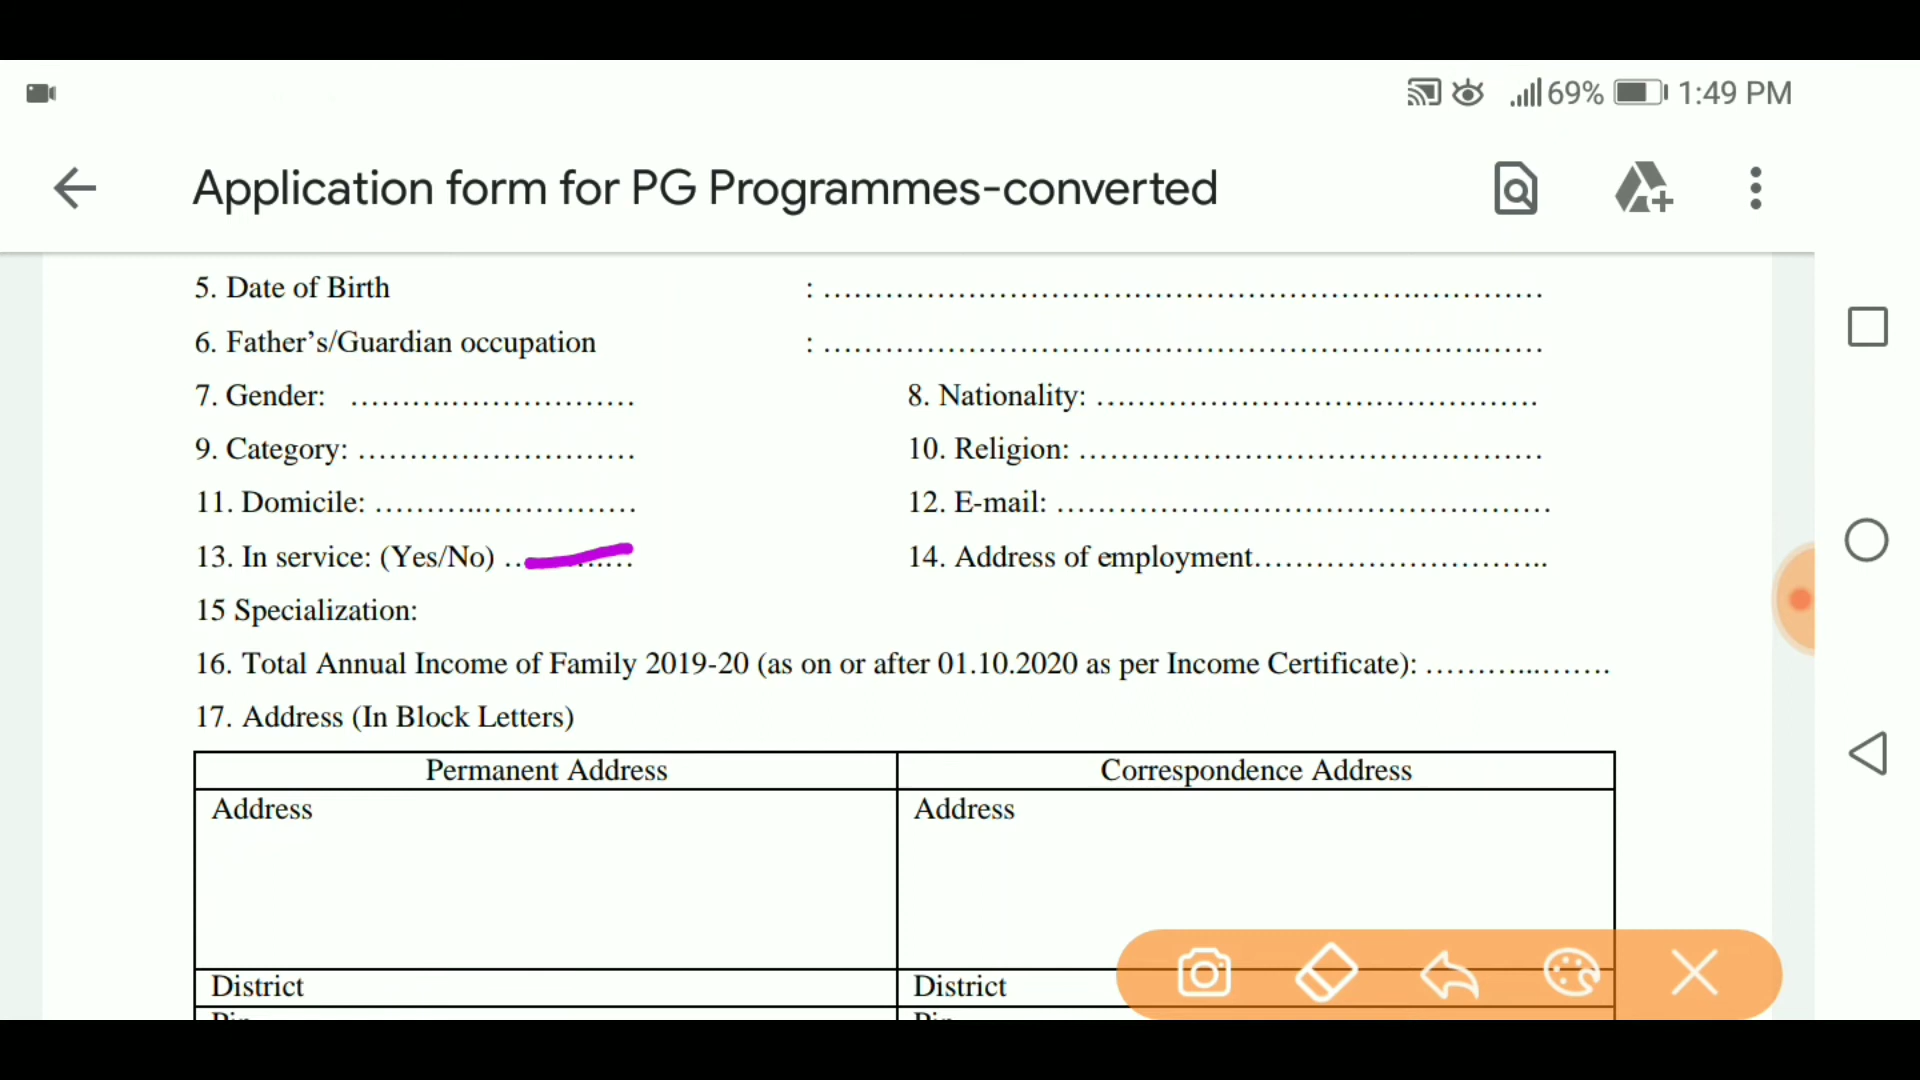 69% 1:49 PM
Application form for PG Programmes-converted
5. Date of Birth : ……………………………………………………………
6. Father’s/Guardian occupation : ……………………………………………………………
7. Gender: ………………………
8. Nationality: ……………………………………
9. Category: ………………………
10. Religion: ………………………………………
11. Domicile: ……………………
12. E-mail: …………………………………………
13. In service: (Yes/No) …………
14. Address of employment………………………..
15 Specialization:
16. Total Annual Income of Family 2019-20 (as on or after 01.10.2020 as per Income Certificate): ………...…….
17. Address (In Block Letters)
Permanent Address
Correspondence Address
Address
Address
District
District